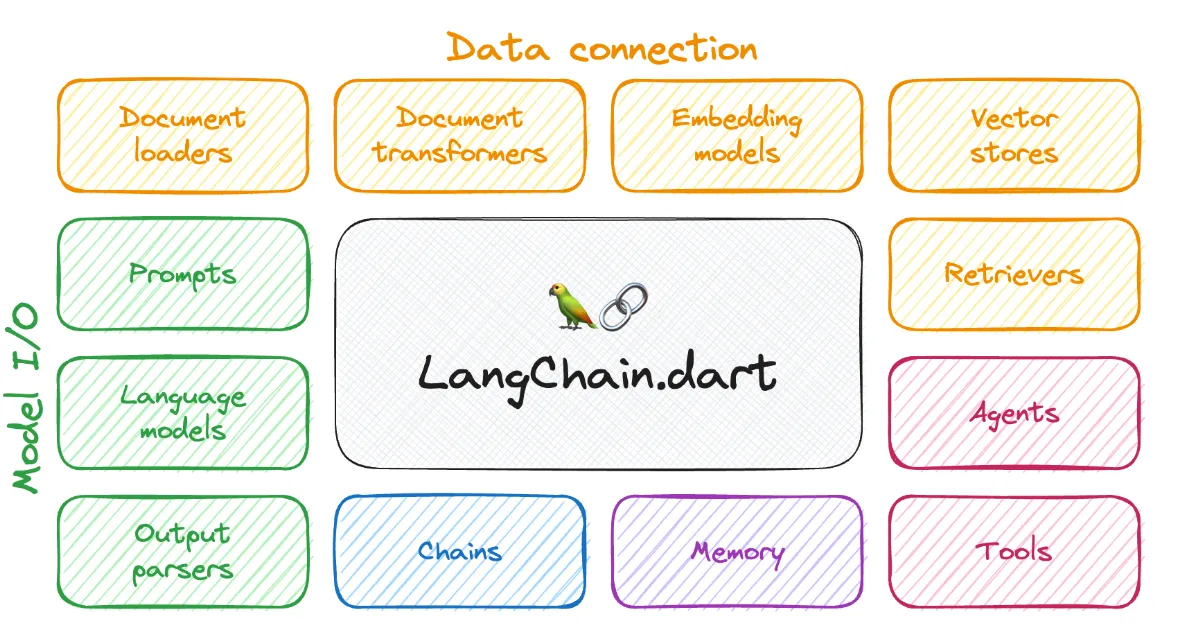 Data connection
Document
loaders
Document
transformers
Embedding
models
Vector
stores
Prompts
Retrievers
LangChain.dart
Model I/O
Language
models
Agents
Output
parsers
Chains
Memory
Tools